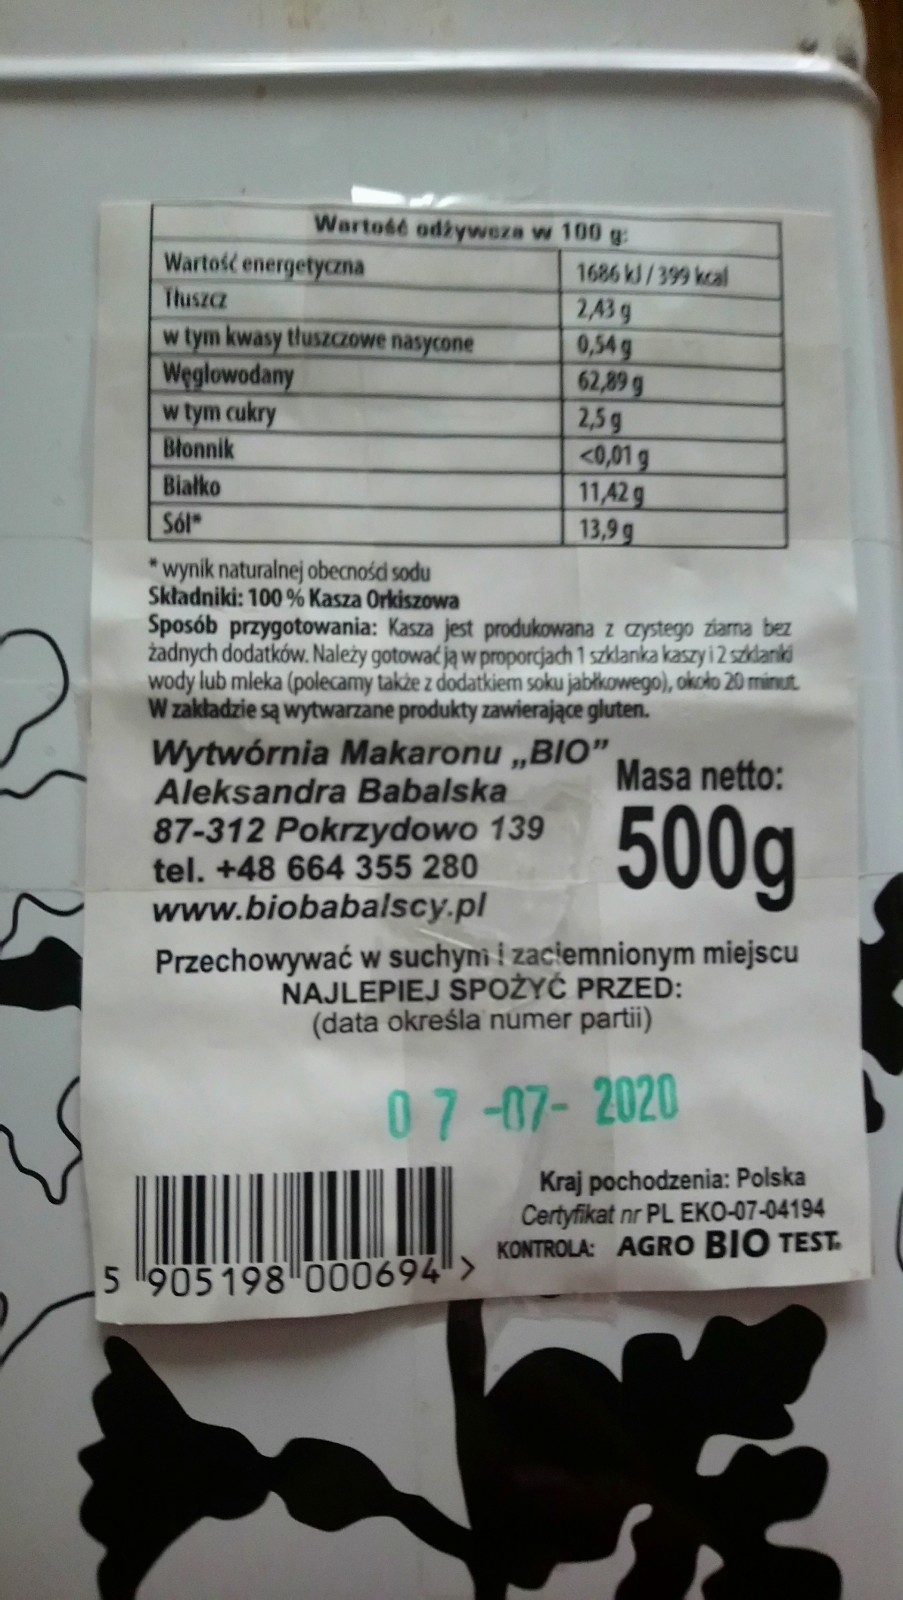 Wartość odżywcza w 100 g:
Wartość energetyczna 1686 kJ / 399 kcal
Tłuszcz 2,43 g
w tym kwasy tłuszczowe nasycone 0,54 g
Węglowodany 62,89 g
w tym cukry 2,5 g
Błonnik <0,01 g
Białko 11,42 g
Sól* 13,9 g
* wynik naturalnej obecności sodu
Składniki: 100 % Kasza Orkiszowa
Sposób przygotowania: Kasza jest produkowana z czystego ziarna bez
żadnych dodatków. Należy gotować ją w proporcjach 1 szklanka kaszy i 2 szklanki
wody lub mleka (polecamy także z dodatkiem soku jabłkowego), około 20 minut.
W zakładzie są wytwarzane produkty zawierające gluten.
Wytwórnia Makaronu „BIO”
Aleksandra Babalska
87-312 Pokrzydowo 139
tel. +48 664 355 280
www.biobabalscy.pl
Masa netto:
500g
Przechowywać w suchym i zaciemnionym miejscu
NAJLEPIEJ SPOŻYĆ PRZED:
(data określa numer partii)
07-07-2020
Kraj pochodzenia: Polska
Certyfikat nr PL EKO-07-04194
KONTROLA: AGRO BIO TEST.
5 905198 000694 >